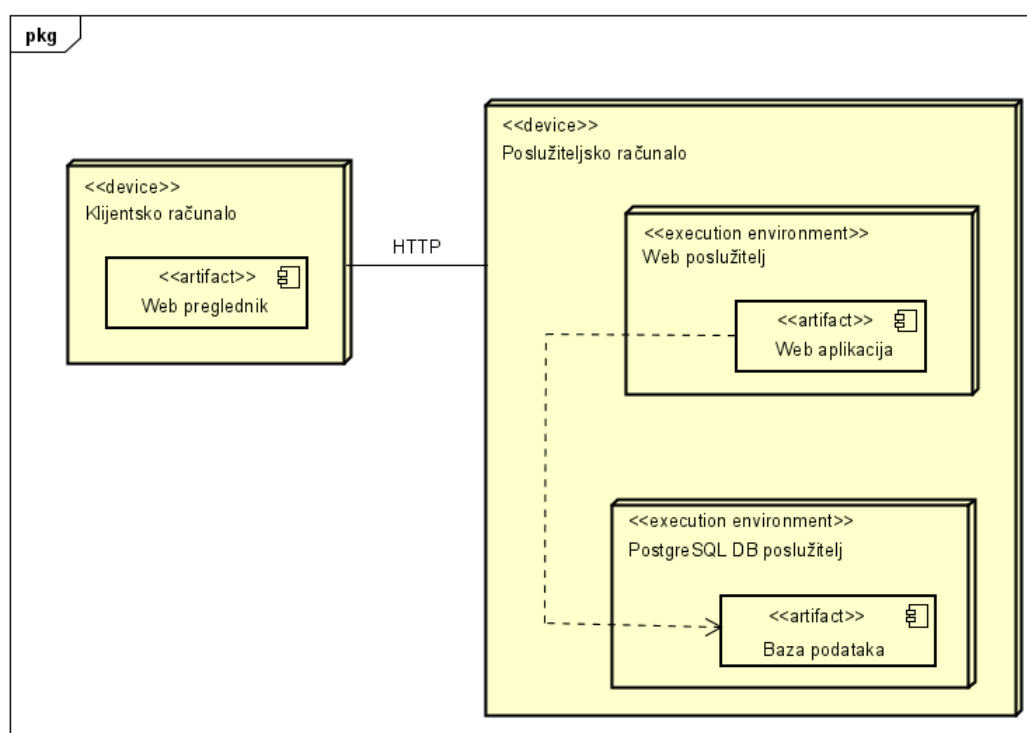 pkg
<<device>>
Klijentsko računalo
<<artifact>>
Web preglednik
HTTP
<<device>>
Poslužiteljsko računalo
<<execution environment>>
Web poslužitelj
<<artifact>>
Web aplikacija
<<execution environment>>
PostgreSQL DB poslužitelj
<<artifact>>
Baza podataka